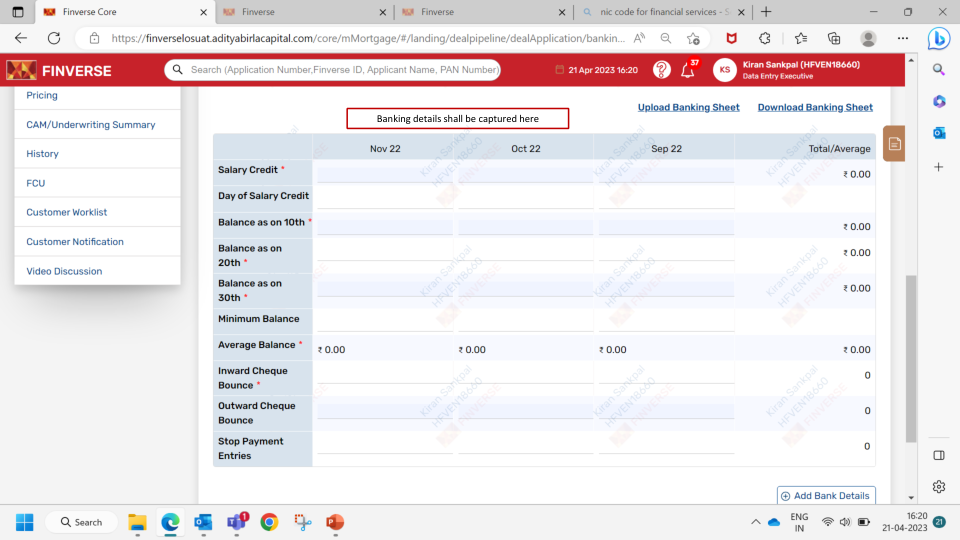 Finverse Core
Finverse
Finverse
nic code for financial services - S
https://finverselosuat.adityabirlacapital.com/core/mMortgage/#/landing/dealpipeline/dealApplication/bankin...
FINVERSE
Search (Application Number,Finverse ID, Applicant Name, PAN Number)
21 Apr 2023 16:20
37
KS
Kiran Sankpal (HFVEN18660)
Data Entry Executive
Pricing
CAM/Underwriting Summary
History
FCU
Customer Worklist
Customer Notification
Video Discussion
Banking details shall be captured here
Upload Banking Sheet Download Banking Sheet
Nov 22 Oct 22 Sep 22 Total/Average
Salary Credit * ₹ 0.00
Day of Salary Credit
Balance as on 10th * ₹ 0.00
Balance as on
20th * ₹ 0.00
Balance as on
30th * ₹ 0.00
Minimum Balance
Average Balance * ₹ 0.00 ₹ 0.00 ₹ 0.00 ₹ 0.00
Inward Cheque
Bounce * 0
Outward Cheque
Bounce 0
Stop Payment
Entries 0
Kiran Sankpal
HFVEN18660
FINVERSE
Add Bank Details
Search
1
ENG
IN
16:20
21-04-2023
21